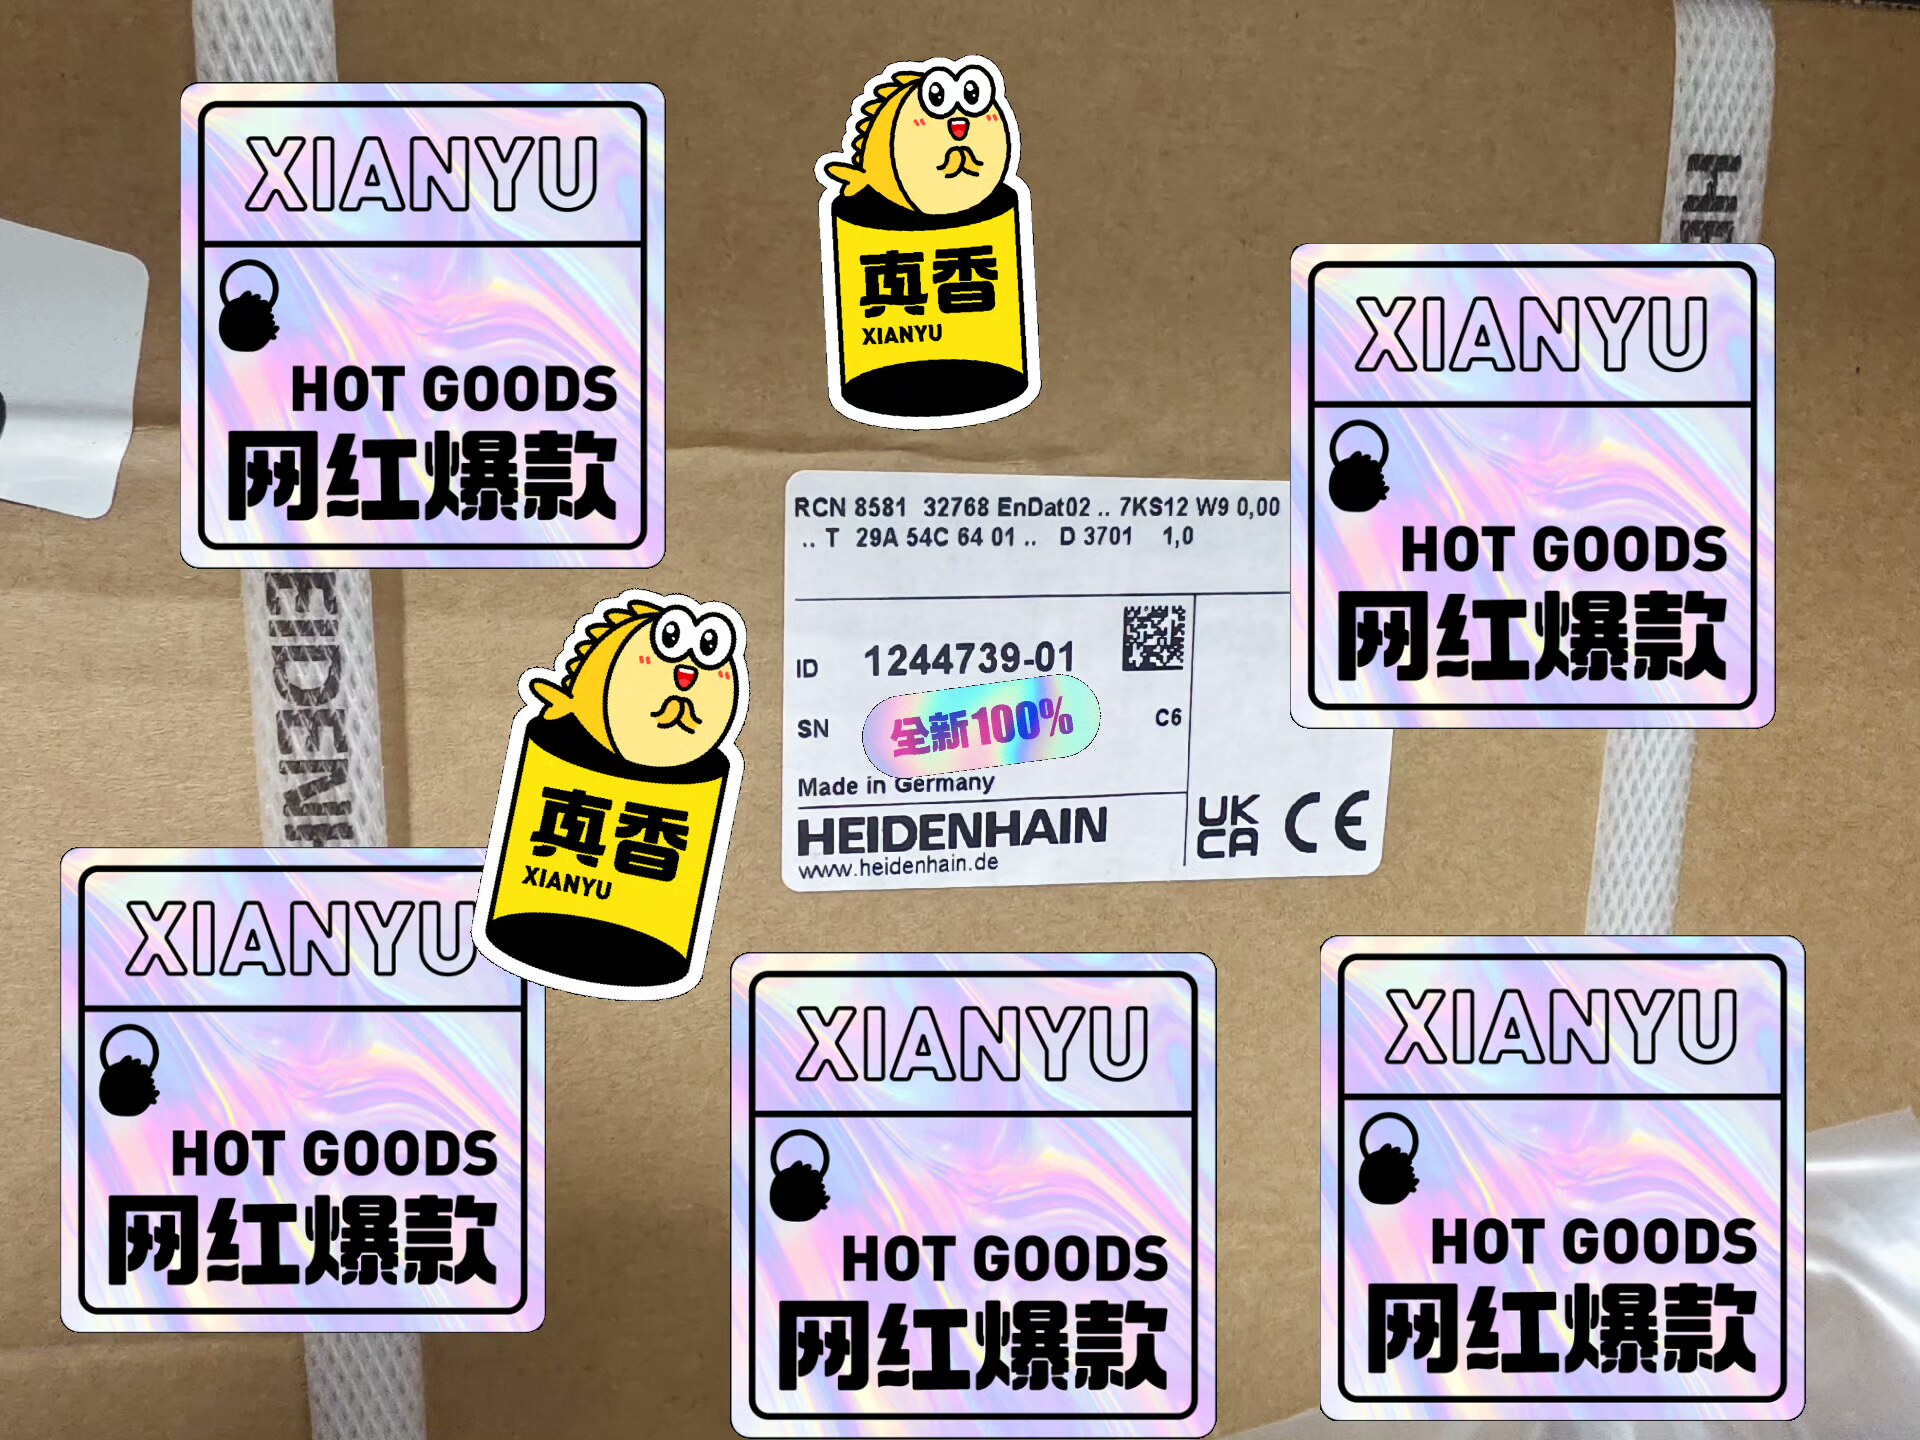 XIANYU
HOT GOODS
网红爆款
真香
XIANYU
XIANYU
HOT GOODS
网红爆款
EIDENH
真香
XIANYU
RCN 8581 32768 EnDat02 .. 7KS12 W9 0,00
.. T 29A 54C 64 01 .. D 3701 1,0
ID 1244739-01
SN 全新100% C6
Made in Germany
HEIDENHAIN
www.heidenhain.de
UK
CA CE
XIANYU
HOT GOODS
网红爆款
XIANYU
HOT GOODS
网红爆款
XIANYU
HOT GOODS
网红爆款